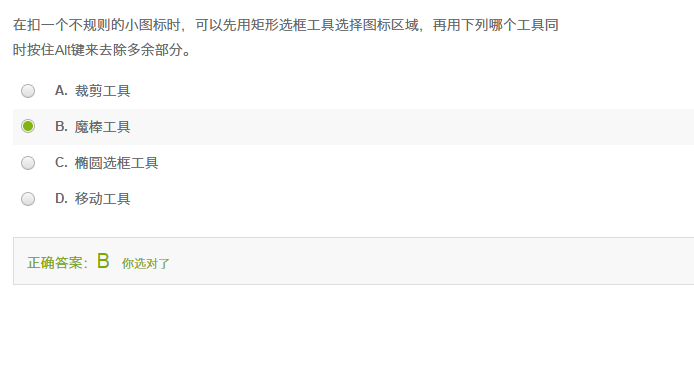 在扣一个不规则的小图标时，可以先用矩形选框工具选择图标区域，再用下列哪个工具同
时按住Alt键来去除多余部分。
A. 裁剪工具
B. 魔棒工具
C. 椭圆选框工具
D. 移动工具
正确答案：B 你选对了